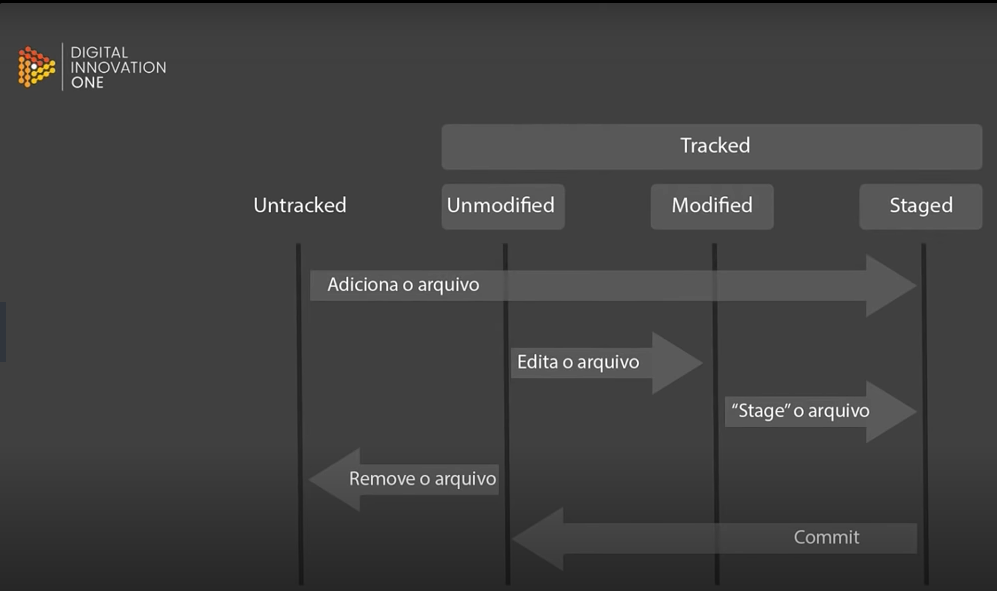 DIGITAL
INNOVATION
ONE
Tracked
Untracked
Unmodified
Modified
Staged
Adiciona o arquivo
Edita o arquivo
“Stage” o arquivo
Remove o arquivo
Commit